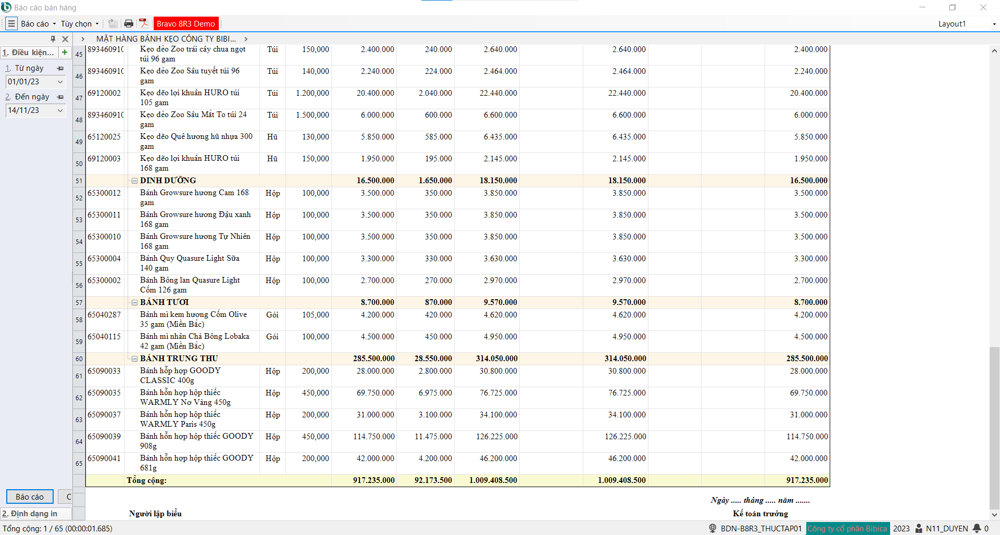 Báo cáo bán hàng
Báo cáo Tùy chọn Bravo 8R3 Demo Layout1
MẶT HÀNG BÁNH KẸO CÔNG TY BIBI...
1. Điều kiện...
1. Từ ngày
01/01/23
2. Đến ngày
14/11/23
45 893460910 Kẹo dẻo Zoo trái cây chua ngọt Túi 150,000 2.400.000 240.000 2.640.000 2.640.000 2.400.000
túi 96 gam
46 893460910 Kẹo dẻo Zoo Sâu tuyết túi 96 Túi 140,000 2.240.000 224.000 2.464.000 2.464.000 2.240.000
gam
47 69120002 Kẹo dẽo lợi khuẩn HURO túi Túi 1.200,000 20.400.000 2.040.000 22.440.000 22.440.000 20.400.000
105 gam
48 893460910 Kẹo dẻo Zoo Sâu Mắt To túi 24 Túi 1.500,000 6.000.000 600.000 6.600.000 6.600.000 6.000.000
gam
49 65120025 Kẹo dẽo Quê hương hũ nhựa 300 Hũ 130,000 5.850.000 585.000 6.435.000 6.435.000 5.850.000
gam
50 69120003 Kẹo dẽo lợi khuẩn HURO túi Hũ 150,000 1.950.000 195.000 2.145.000 2.145.000 1.950.000
168 gam
51 DINH DƯỠNG 16.500.000 1.650.000 18.150.000 18.150.000 16.500.000
52 65300012 Bánh Growsure hương Cam 168 Hộp 100,000 3.500.000 350.000 3.850.000 3.850.000 3.500.000
gam
53 65300011 Bánh Growsure hương Đậu xanh Hộp 100,000 3.500.000 350.000 3.850.000 3.850.000 3.500.000
168 gam
54 65300010 Bánh Growsure hương Tự Nhiên Hộp 100,000 3.500.000 350.000 3.850.000 3.850.000 3.500.000
168 gam
55 65300004 Bánh Quy Quasure Light Sữa Hộp 100,000 3.300.000 330.000 3.630.000 3.630.000 3.300.000
140 gam
56 65300002 Bánh Bông lan Quasure Light Hộp 100,000 2.700.000 270.000 2.970.000 2.970.000 2.700.000
Cốm 126 gam
57 BÁNH TƯƠI 8.700.000 870.000 9.570.000 9.570.000 8.700.000
58 65040287 Bánh mì kem hương Cốm Olive Gói 105,000 4.200.000 420.000 4.620.000 4.620.000 4.200.000
35 gam (Miền Bắc)
59 65040115 Bánh mì nhân Chà Bông Lobaka Gói 100,000 4.500.000 450.000 4.950.000 4.950.000 4.500.000
42 gam (Miền Bắc)
60 BÁNH TRUNG THU 285.500.000 28.550.000 314.050.000 314.050.000 285.500.000
61 65090033 Bánh hỗp hợp GOODY Hộp 200,000 28.000.000 2.800.000 30.800.000 30.800.000 28.000.000
CLASSIC 400g
62 65090035 Bánh hỗn hợp hộp thiếc Hộp 450,000 69.750.000 6.975.000 76.725.000 76.725.000 69.750.000
WARMLY Nơ Vàng 450g
63 65090037 Bánh hỗn hợp hộp thiếc Hộp 200,000 31.000.000 3.100.000 34.100.000 34.100.000 31.000.000
WARMLY Paris 450g
64 65090039 Bánh hỗn hợp hộp thiếc GOODY Hộp 450,000 114.750.000 11.475.000 126.225.000 126.225.000 114.750.000
908g
65 65090041 Bánh hỗn hợp hộp thiếc GOODY Hộp 200,000 42.000.000 4.200.000 46.200.000 46.200.000 42.000.000
681g
Tổng cộng: 917.235.000 92.173.500 1.009.408.500 1.009.408.500 917.235.000
Báo cáo C
Ngày ..... tháng ..... năm .......
2. Định dạng in
Người lập biểu Kế toán trưởng
Tổng cộng: 1 / 65 (00:00:01.685) BDN-B8R3_THUCTAP01 Công ty cổ phần Bibica 2023 N11_DUYEN 0